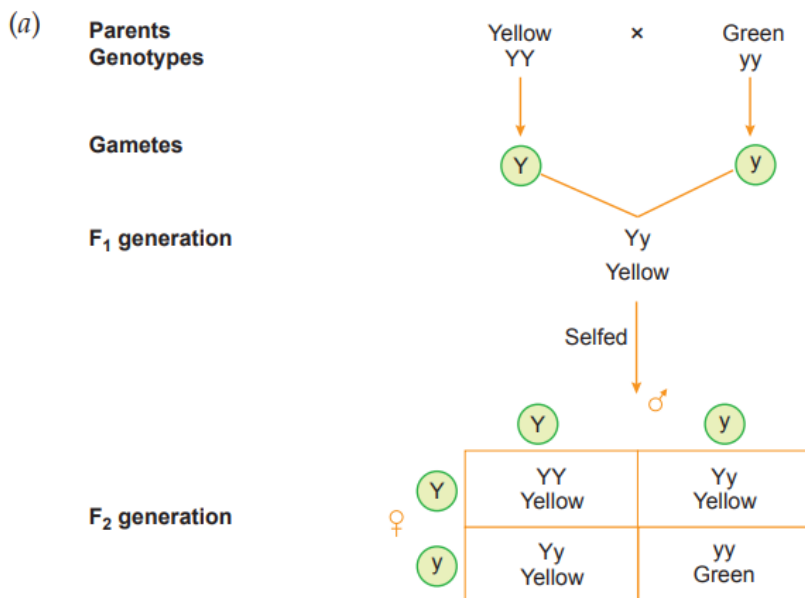 (a) Parents Yellow × Green
Genotypes YY yy
Gametes Y y
F₁ generation Yy
Yellow
Selfed
♂
Y y
Y YY Yy
Yellow Yellow
F₂ generation ♀
y Yy yy
Yellow Green